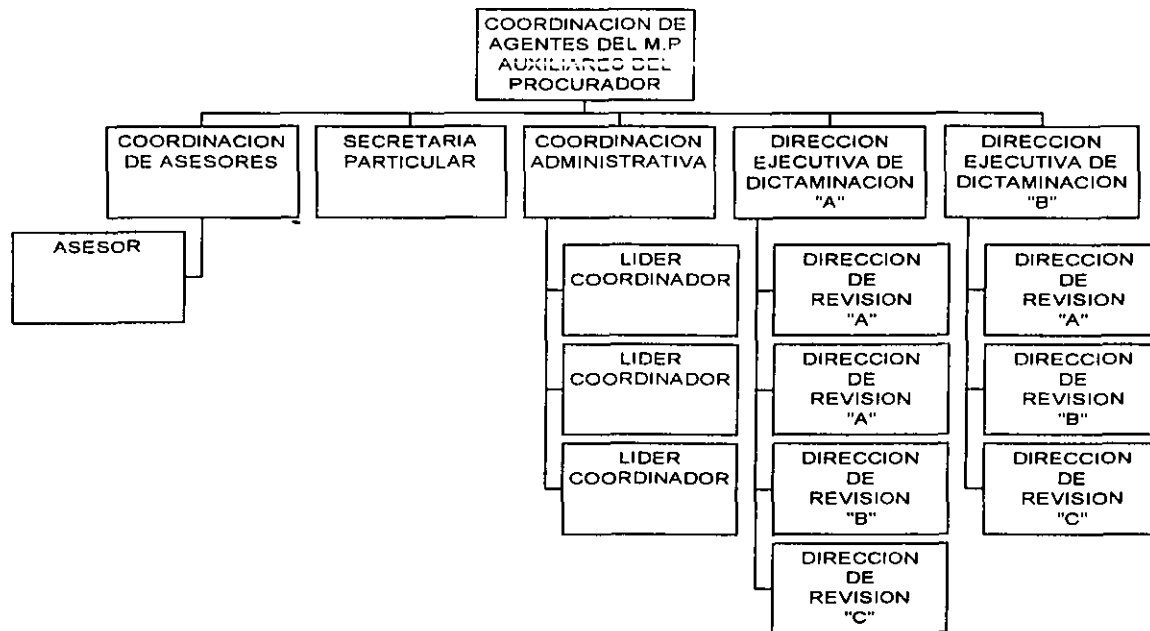 COORDINACION DE
AGENTES DEL M.P
AUXILIARES DEL
PROCURADOR
COORDINACION
DE ASESORES
SECRETARIA
PARTICULAR
COORDINACION
ADMINISTRATIVA
DIRECCION
EJECUTIVA DE
DICTAMINACION
"A"
DIRECCION
EJECUTIVA DE
DICTAMINACION
"B"
ASESOR
LIDER
COORDINADOR
LIDER
COORDINADOR
LIDER
COORDINADOR
DIRECCION
DE
REVISION
"A"
DIRECCION
DE
REVISION
"A"
DIRECCION
DE
REVISION
"B"
DIRECCION
DE
REVISION
"C"
DIRECCION
DE
REVISION
"A"
DIRECCION
DE
REVISION
"B"
DIRECCION
DE
REVISION
"C"